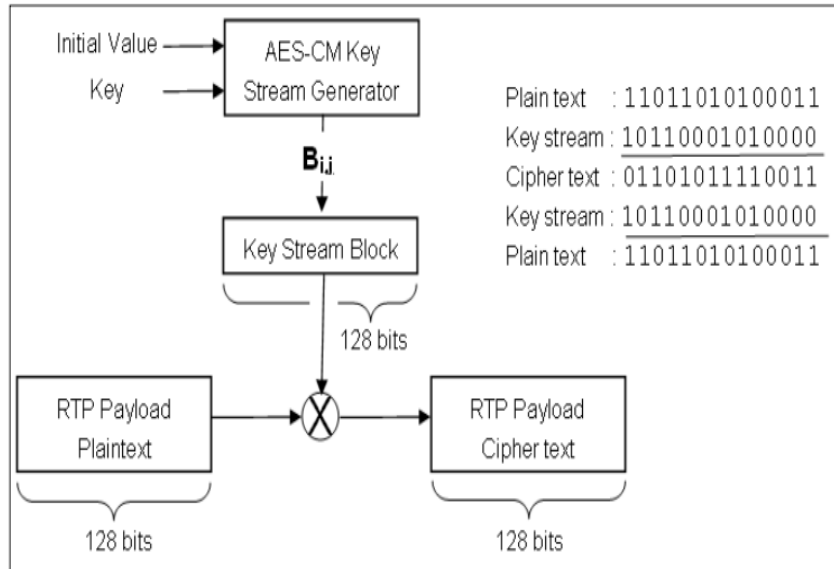 Initial Value
Key
AES-CM Key
Stream Generator
Bi,i
Key Stream Block
128 bits
RTP Payload
Plaintext
X
RTP Payload
Cipher text
128 bits
128 bits
Plain text : 11011010100011
Key stream : 10110001010000
Cipher text : 01101011110011
Key stream : 10110001010000
Plain text : 11011010100011